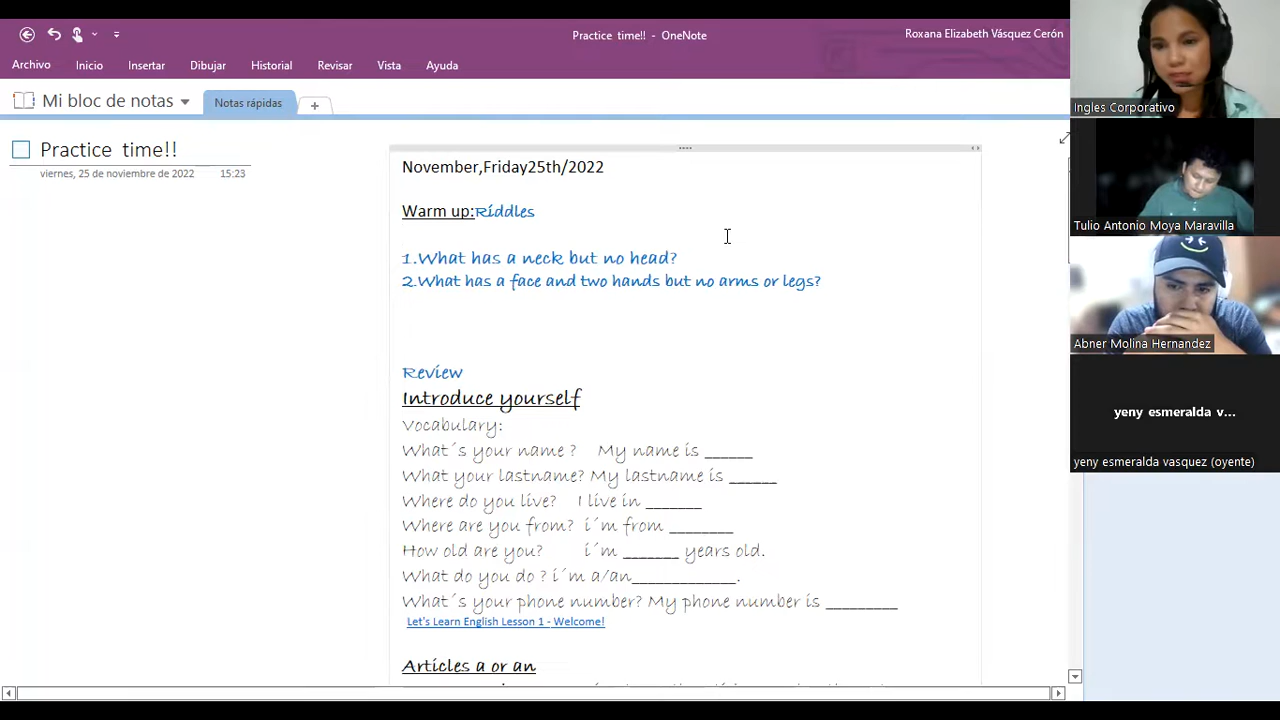 Practice time!! - OneNote
Roxana Elizabeth Vásquez Cerón
Archivo Inicio Insertar Dibujar Historial Revisar Vista Ayuda
Mi bloc de notas
Notas rápidas
+
Practice time!!
viernes, 25 de noviembre de 2022 15:23
November,Friday25th/2022
Warm up:Riddles
1.What has a neck but no head?
2.What has a face and two hands but no arms or legs?
Review
Introduce yourself
Vocabulary:
What´s your name ? My name is ______
What your lastname? My lastname is ______
Where do you live? I live in _______
Where are you from? i´m from ________
How old are you? i´m _______ years old.
What do you do ? i´m a/an_____________.
What´s your phone number? My phone number is _________
Let's Learn English Lesson 1 - Welcome!
Articles a or an
Ingles Corporativo
Tulio Antonio Moya Maravilla
Abner Molina Hernandez
yeny esmeralda v...
yeny esmeralda vasquez (oyente)